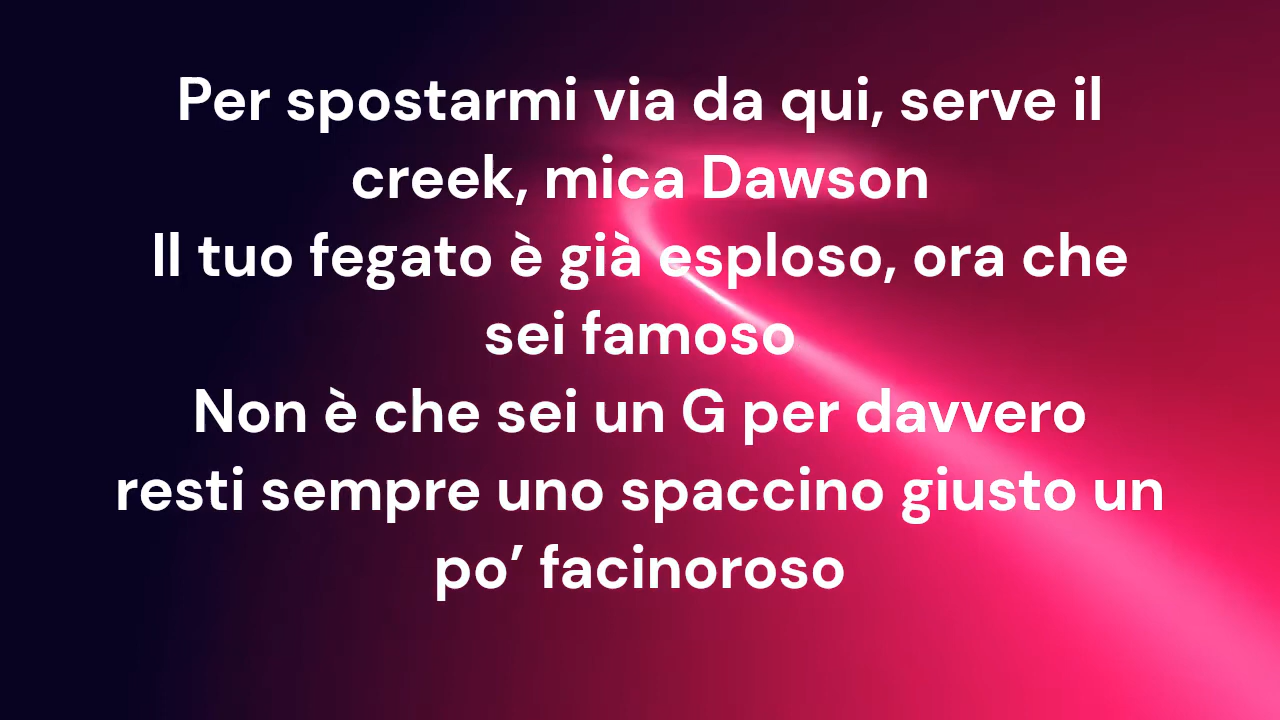 Per spostarmi via da qui, serve il
creek, mica Dawson
Il tuo fegato è già esploso, ora che
sei famoso
Non è che sei un G per davvero
resti sempre uno spaccino giusto un
po’ facinoroso